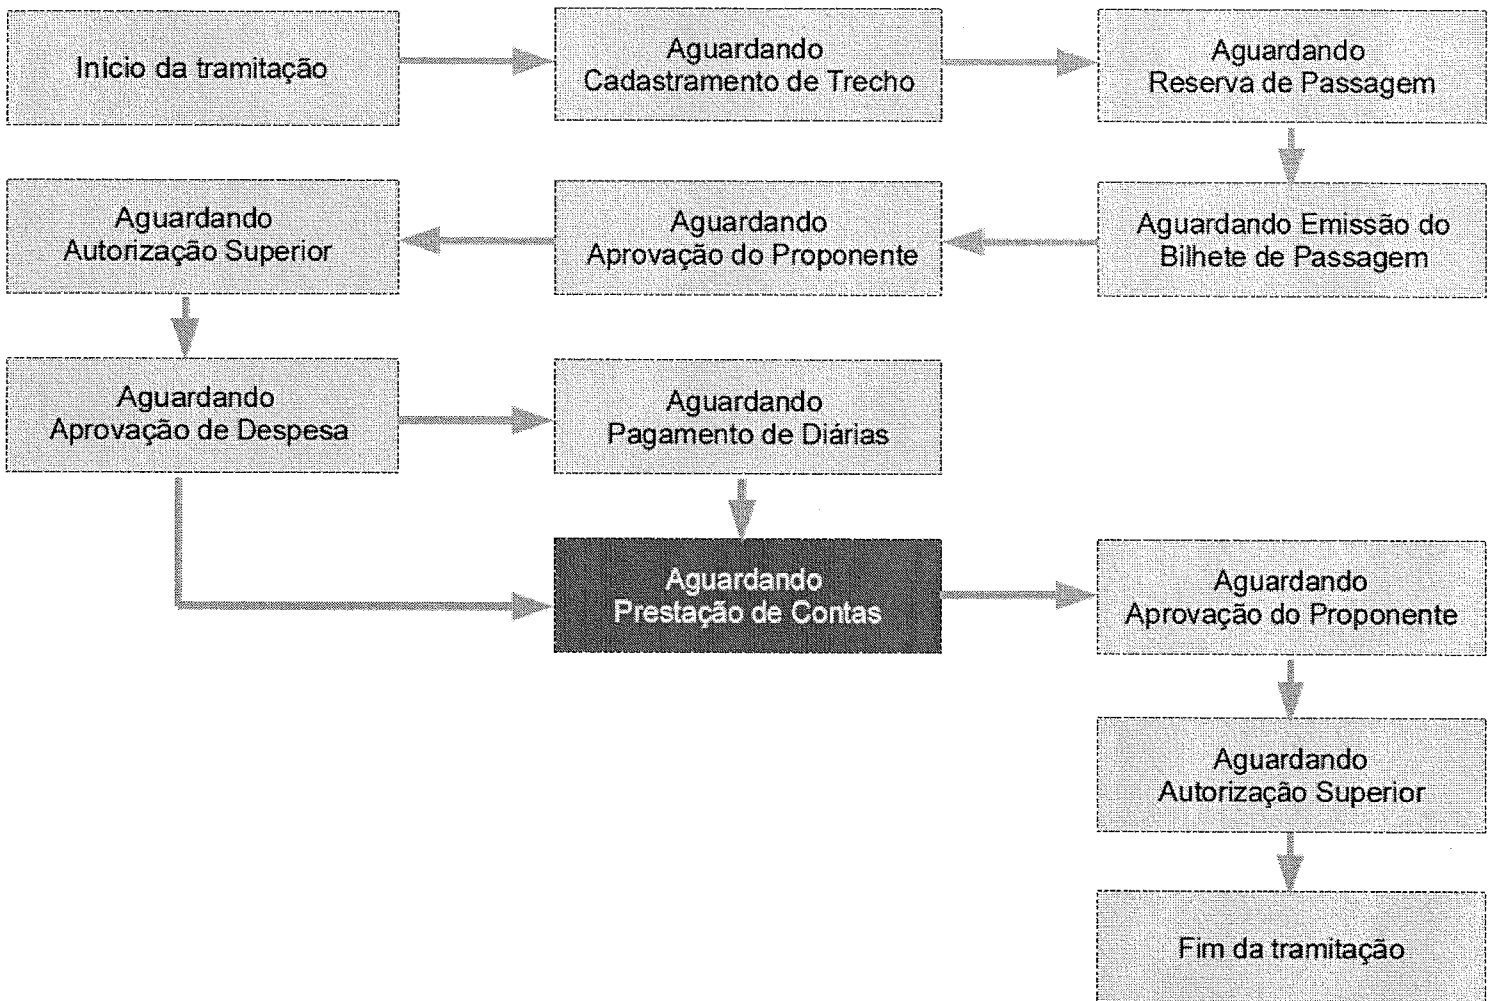 Início da tramitação
Aguardando
Cadastramento de Trecho
Aguardando
Reserva de Passagem
Aguardando
Autorização Superior
Aguardando
Aprovação do Proponente
Aguardando Emissão do
Bilhete de Passagem
Aguardando
Aprovação de Despesa
Aguardando
Pagamento de Diárias
Aguardando
Prestação de Contas
Aguardando
Aprovação do Proponente
Aguardando
Autorização Superior
Fim da tramitação